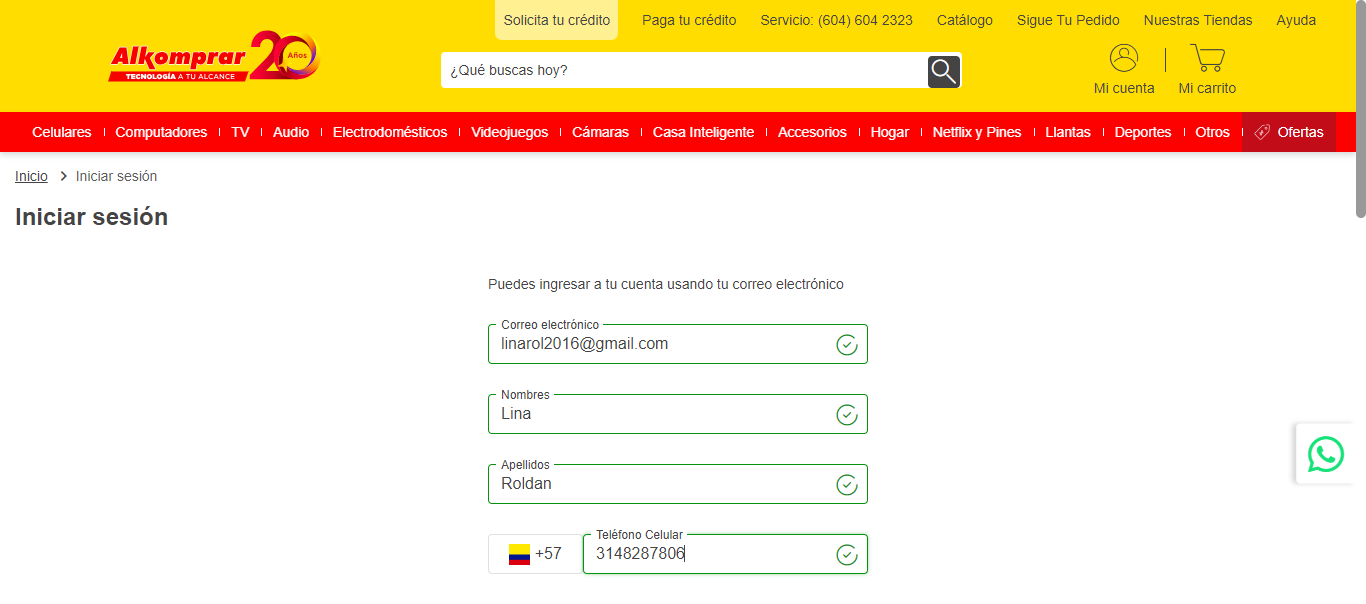 Solicita tu crédito Paga tu crédito Servicio: (604) 604 2323 Catálogo Sigue Tu Pedido Nuestras Tiendas Ayuda
Alkomprar 20 Años
TECNOLOGÍA A TU ALCANCE
¿Qué buscas hoy?
Mi cuenta Mi carrito
Celulares Computadores TV Audio Electrodomésticos Videojuegos Cámaras Casa Inteligente Accesorios Hogar Netflix y Pines Llantas Deportes Otros Ofertas
Inicio > Iniciar sesión
Iniciar sesión
Puedes ingresar a tu cuenta usando tu correo electrónico
Correo electrónico
linarol2016@gmail.com
Nombres
Lina
Apellidos
Roldan
Teléfono Celular
+57 3148287806